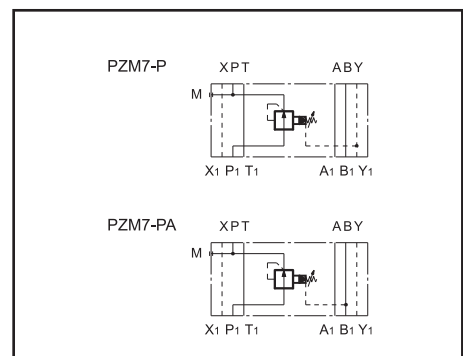 PZM7-P XPT ABY
M
X1 P1 T1 A1 B1 Y1
PZM7-PA XPT ABY
M
X1 P1 T1 A1 B1 Y1